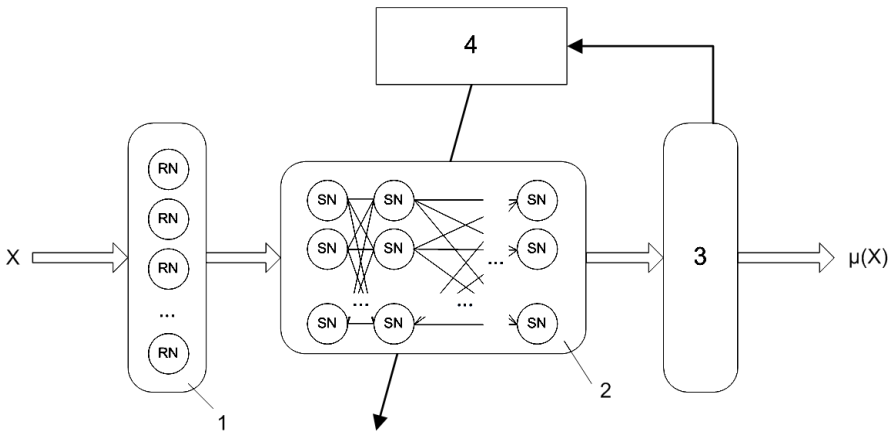 4
RN
RN
RN
...
RN
SN SN SN
SN SN SN
...
... ...
SN SN SN
X
3
μ(X)
1
2